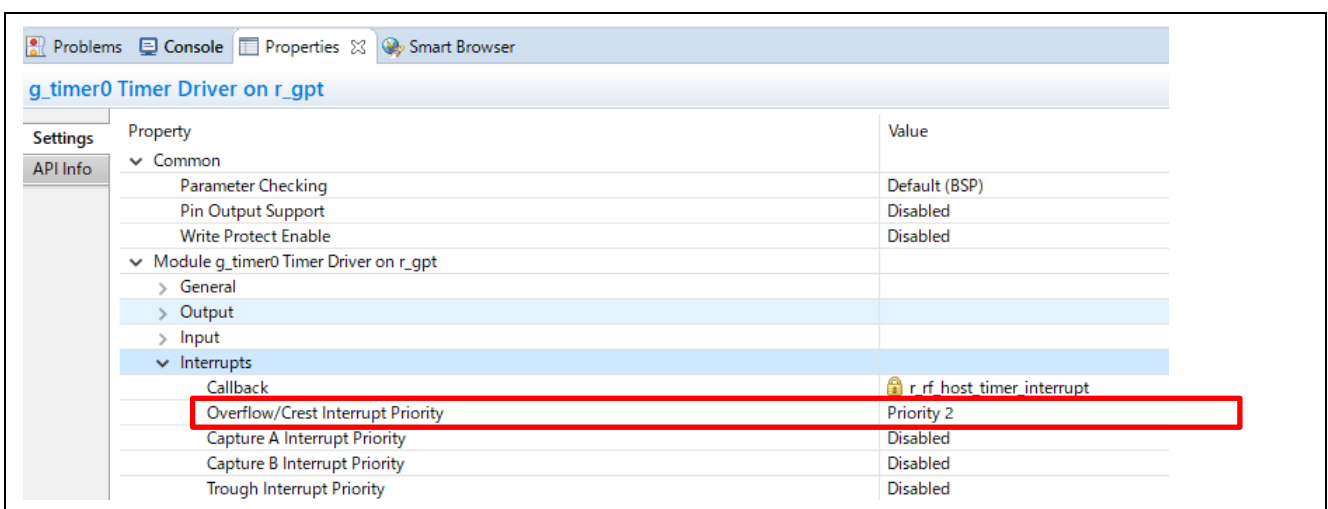 Problems Console Properties Smart Browser
g_timer0 Timer Driver on r_gpt
Settings
API Info
Property Value
Common
Parameter Checking Default (BSP)
Pin Output Support Disabled
Write Protect Enable Disabled
Module g_timer0 Timer Driver on r_gpt
General
Output
Input
Interrupts
Callback r_rf_host_timer_interrupt
Overflow/Crest Interrupt Priority Priority 2
Capture A Interrupt Priority Disabled
Capture B Interrupt Priority Disabled
Trough Interrupt Priority Disabled